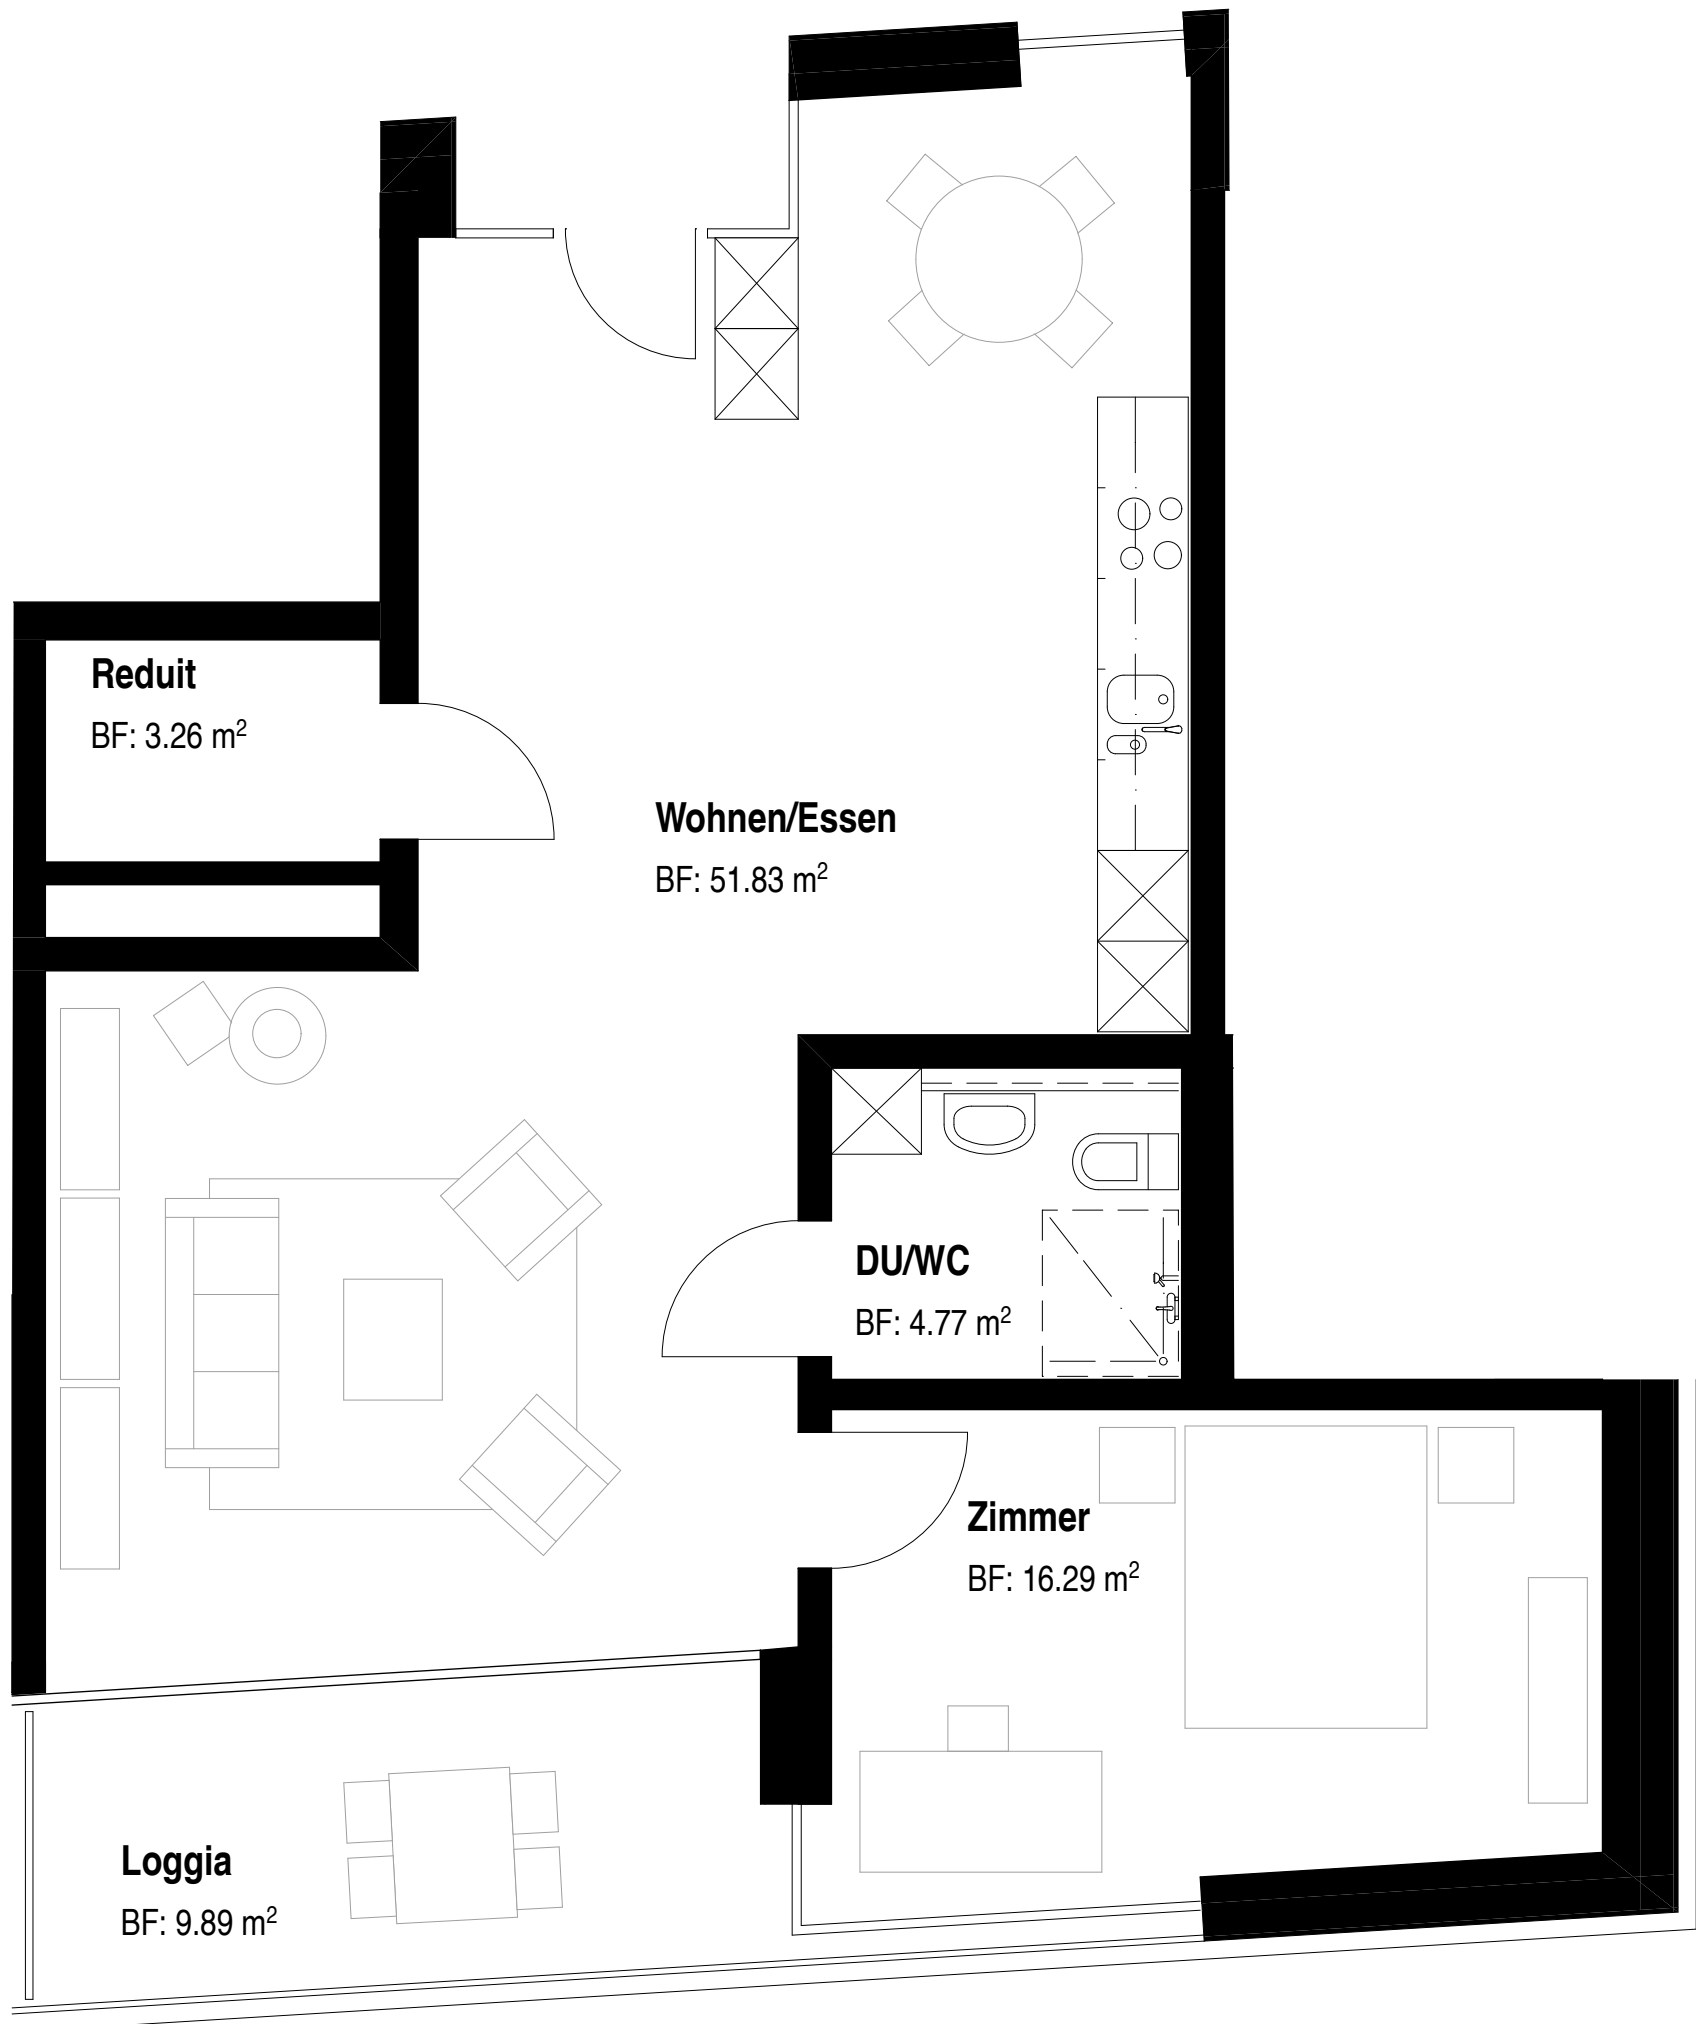 Reduit
BF: 3.26 m²
Wohnen/Essen
BF: 51.83 m²
DU/WC
BF: 4.77 m²
Zimmer
BF: 16.29 m²
Loggia
BF: 9.89 m²